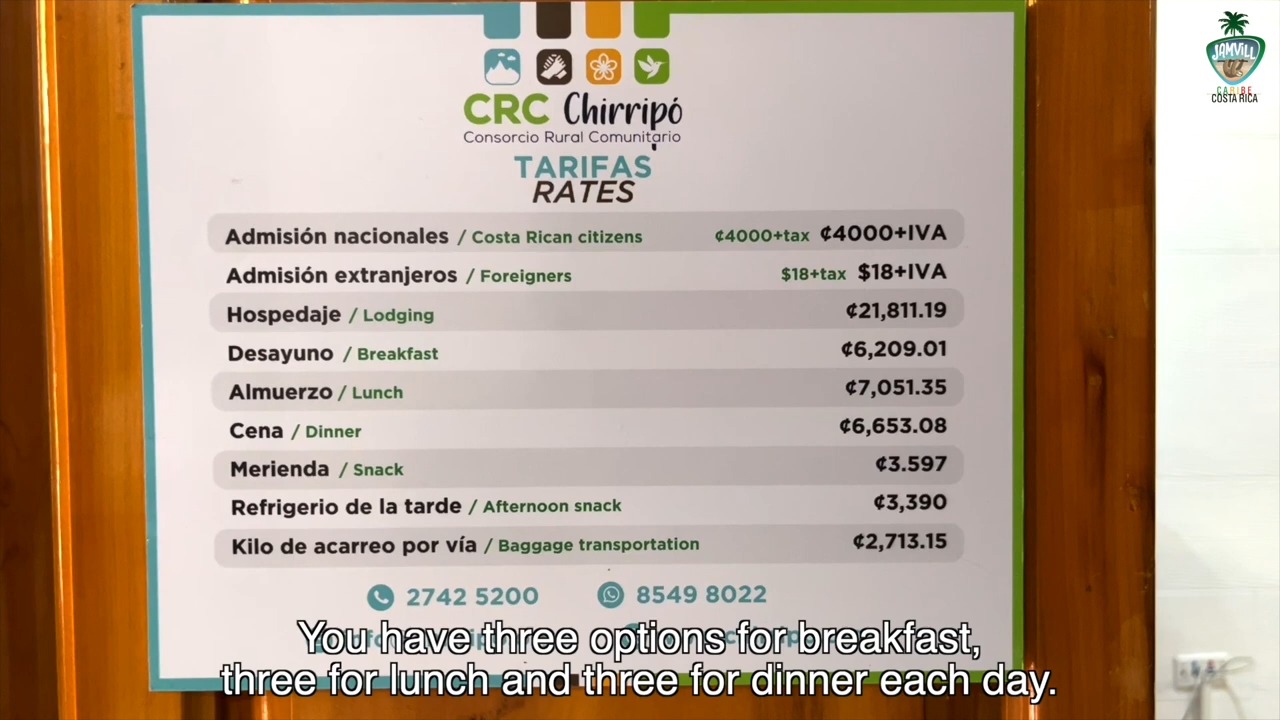 JAMVILL
CARIBE
COSTA RICA
CRC Chirripó
Consorcio Rural Comunitario
TARIFAS
RATES
Admisión nacionales / Costa Rican citizens ¢4000+tax ¢4000+IVA
Admisión extranjeros / Foreigners $18+tax $18+IVA
Hospedaje / Lodging ¢21,811.19
Desayuno / Breakfast ¢6,209.01
Almuerzo / Lunch ¢7,051.35
Cena / Dinner ¢6,653.08
Merienda / Snack ¢3.597
Refrigerio de la tarde / Afternoon snack ¢3,390
Kilo de acarreo por vía / Baggage transportation ¢2,713.15
2742 5200 8549 8022
You have three options for breakfast,
three for lunch and three for dinner each day.